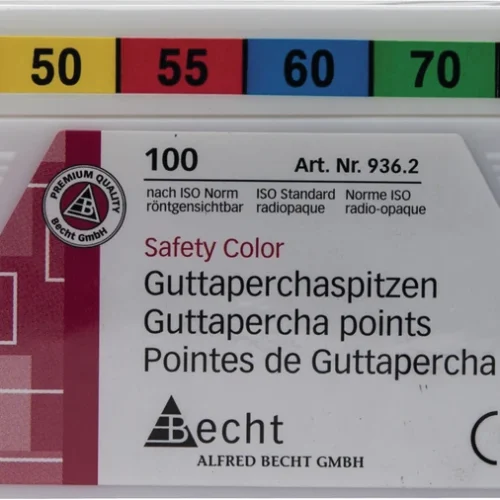 50 55 60 70
100 Art. Nr. 936.2
nach ISO Norm ISO Standard Norme ISO
röntgensichtbar radiopaque radio-opaque
PREMIUM QUALITY
B
Becht GmbH
Safety Color
Guttaperchaspitzen
Guttapercha points
Pointes de Guttapercha
Becht
ALFRED BECHT GMBH